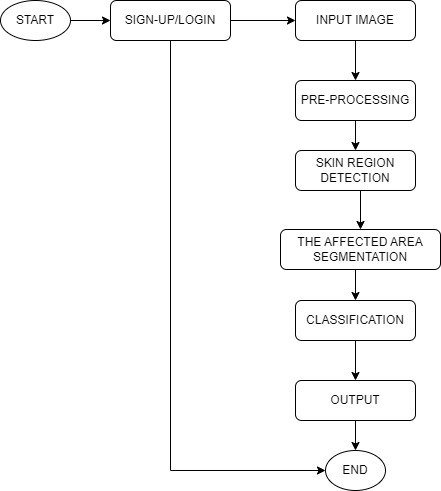 START
SIGN-UP/LOGIN
INPUT IMAGE
PRE-PROCESSING
SKIN REGION
DETECTION
THE AFFECTED AREA
SEGMENTATION
CLASSIFICATION
OUTPUT
END